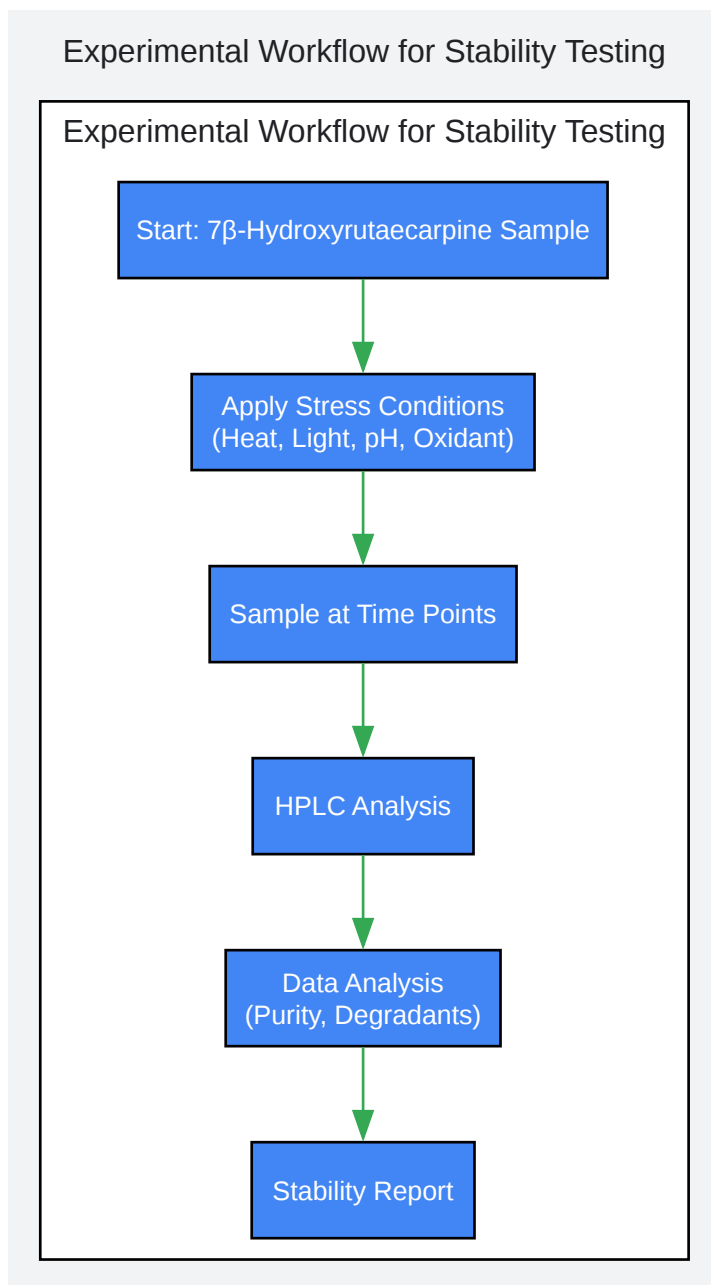 Experimental Workflow for Stability Testing
Experimental Workflow for Stability Testing
Start: 7β-Hydroxyrutaecarpine Sample
Apply Stress Conditions
(Heat, Light, pH, Oxidant)
Sample at Time Points
HPLC Analysis
Data Analysis
(Purity, Degradants)
Stability Report